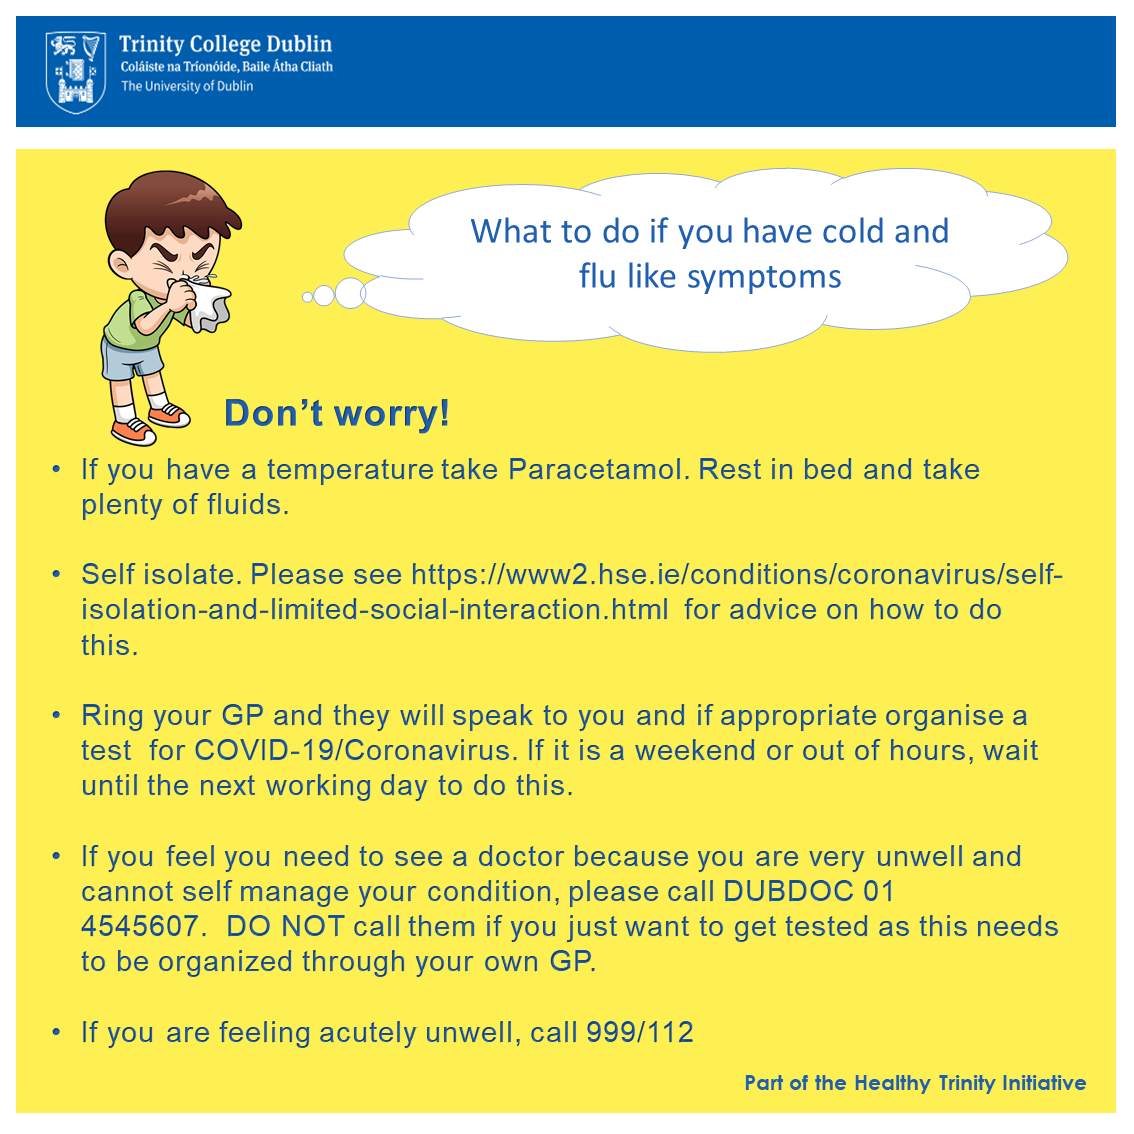 Trinity College Dublin
Coláiste na Tríonóide, Baile Átha Cliath
The University of Dublin
What to do if you have cold and
flu like symptoms
Don’t worry!
• If you have a temperature take Paracetamol. Rest in bed and take
plenty of fluids.
• Self isolate. Please see https://www2.hse.ie/conditions/coronavirus/self-
isolation-and-limited-social-interaction.html for advice on how to do
this.
• Ring your GP and they will speak to you and if appropriate organise a
test for COVID-19/Coronavirus. If it is a weekend or out of hours, wait
until the next working day to do this.
• If you feel you need to see a doctor because you are very unwell and
cannot self manage your condition, please call DUBDOC 01
4545607. DO NOT call them if you just want to get tested as this needs
to be organized through your own GP.
• If you are feeling acutely unwell, call 999/112
Part of the Healthy Trinity Initiative